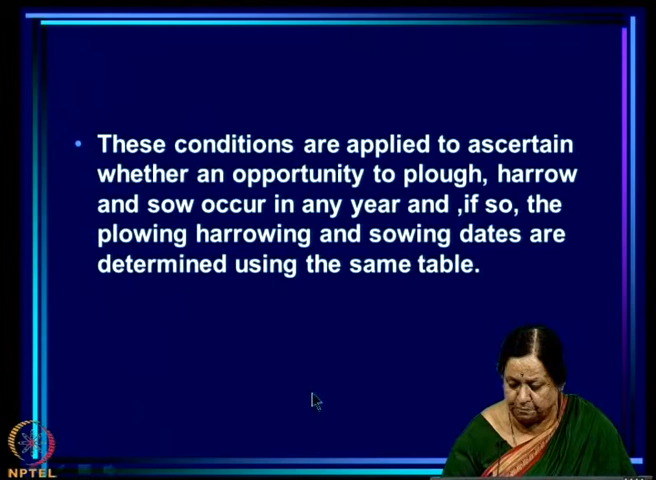 These conditions are applied to ascertain
whether an opportunity to plough, harrow
and sow occur in any year and ,if so, the
plowing harrowing and sowing dates are
determined using the same table.
NPTEL